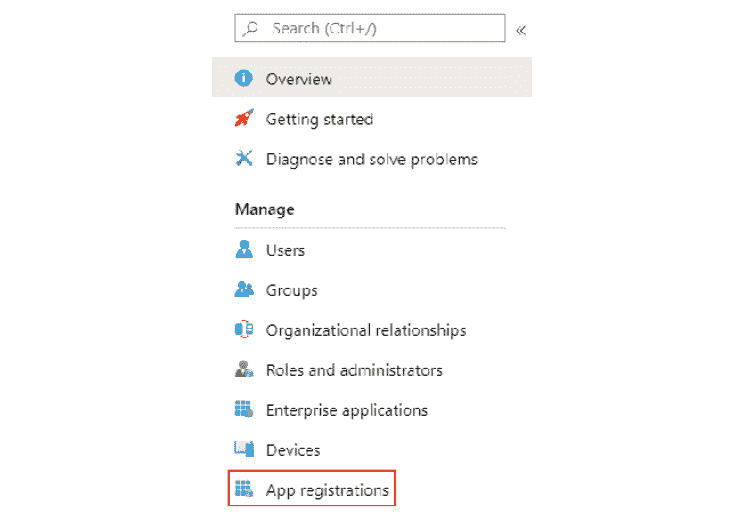 Search (Ctrl+/)
«
Overview
Getting started
Diagnose and solve problems
Manage
Users
Groups
Organizational relationships
Roles and administrators
Enterprise applications
Devices
App registrations